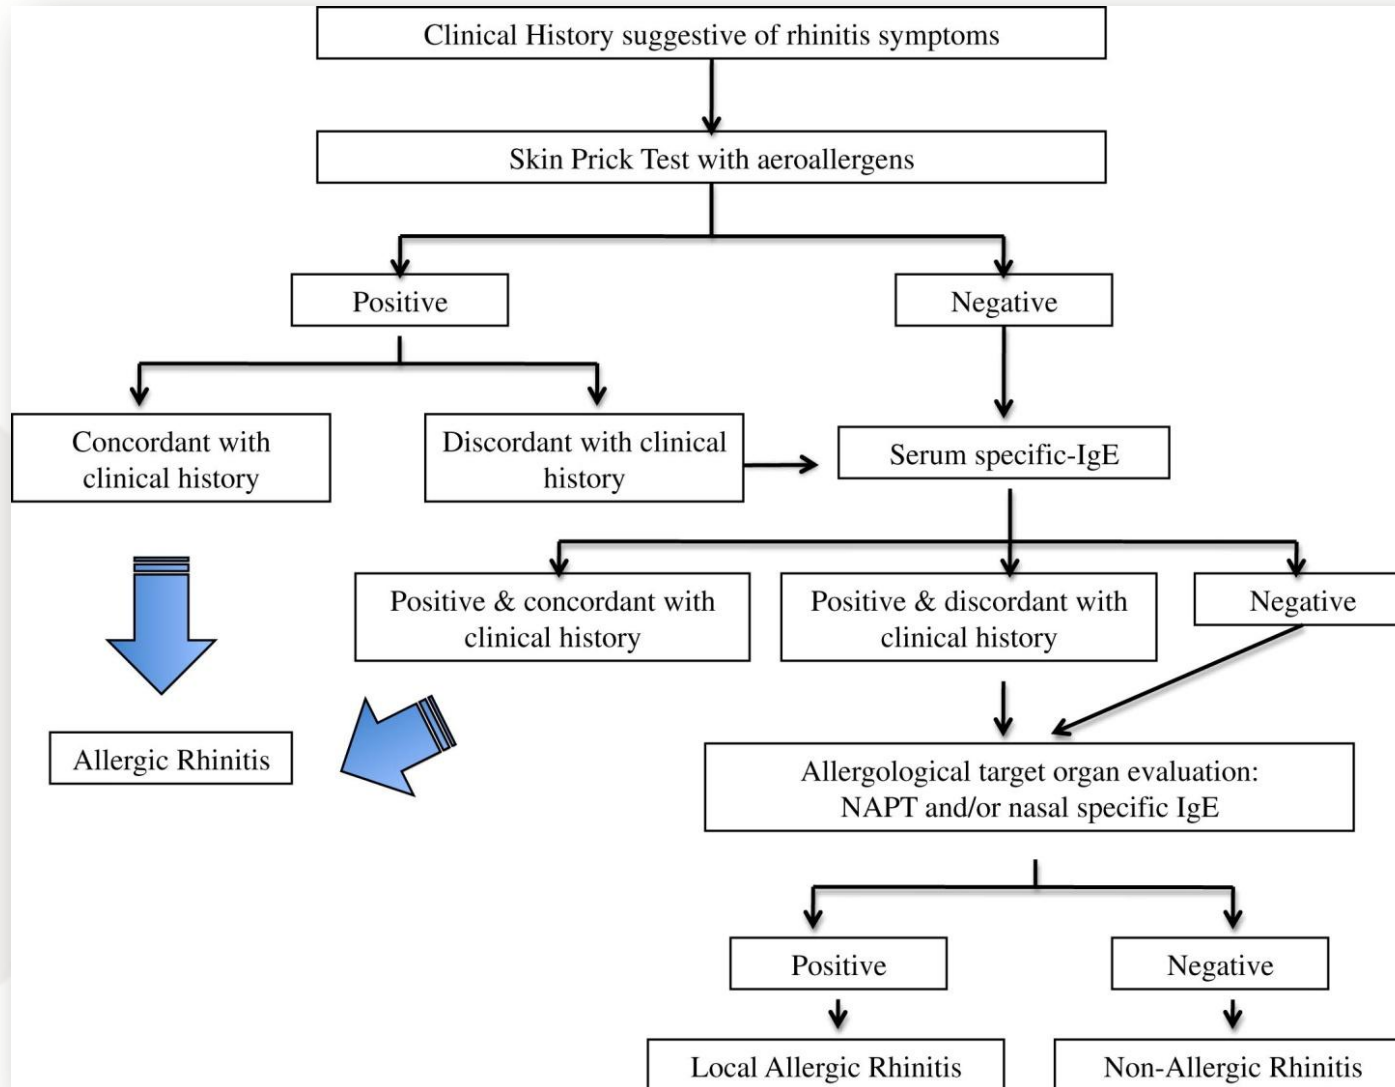 Clinical History suggestive of rhinitis symptoms
Skin Prick Test with aeroallergens
Positive
Negative
Concordant with
clinical history
Discordant with clinical
history
Serum specific-IgE
Positive & concordant with
clinical history
Positive & discordant with
clinical history
Negative
Allergic Rhinitis
Allergological target organ evaluation:
NAPT and/or nasal specific IgE
Positive
Negative
Local Allergic Rhinitis
Non-Allergic Rhinitis